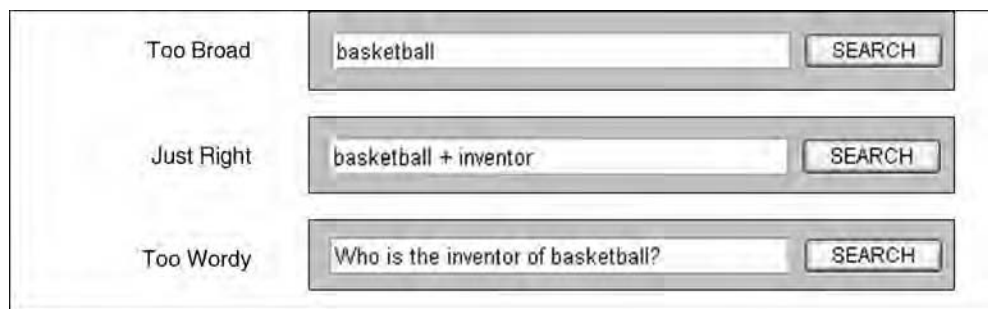 Too Broad basketball SEARCH
Just Right basketball + inventor SEARCH
Too Wordy Who is the inventor of basketball? SEARCH